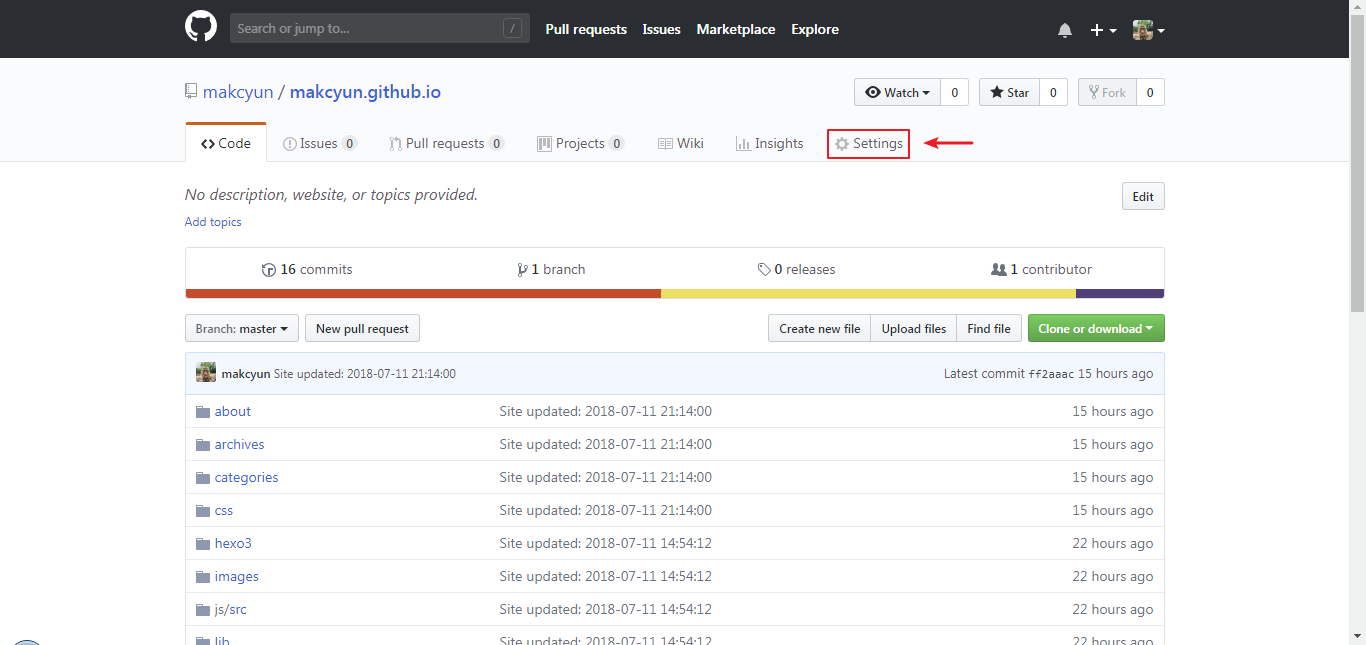 Search or jump to... /
Pull requests Issues Marketplace Explore
makcyun / makcyun.github.io
Watch 0 Star 0 Fork 0
Code Issues 0 Pull requests 0 Projects 0 Wiki Insights Settings
No description, website, or topics provided. Edit
Add topics
16 commits 1 branch 0 releases 1 contributor
Branch: master New pull request Create new file Upload files Find file Clone or download
makcyun Site updated: 2018-07-11 21:14:00 Latest commit ff2aaac 15 hours ago
about Site updated: 2018-07-11 21:14:00 15 hours ago
archives Site updated: 2018-07-11 21:14:00 15 hours ago
categories Site updated: 2018-07-11 21:14:00 15 hours ago
css Site updated: 2018-07-11 21:14:00 15 hours ago
hexo3 Site updated: 2018-07-11 14:54:12 22 hours ago
images Site updated: 2018-07-11 14:54:12 22 hours ago
js/src Site updated: 2018-07-11 14:54:12 22 hours ago
lib Site updated: 2018-07-11 14:54:12 22 hours ago